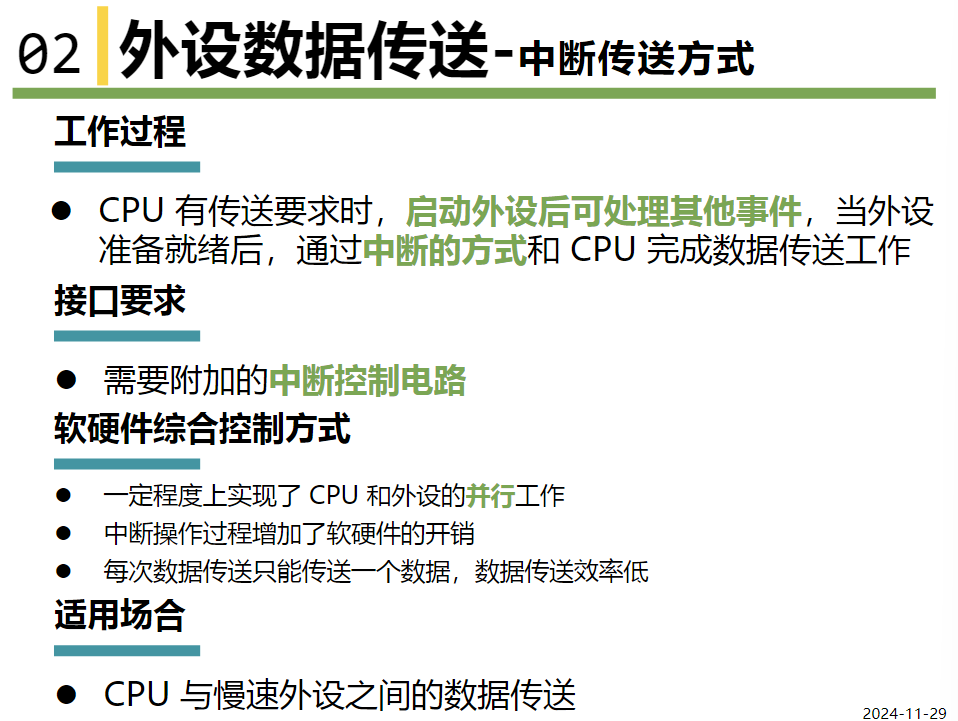 02 外设数据传送-中断传送方式
工作过程
● CPU 有传送要求时，启动外设后可处理其他事件，当外设
准备就绪后，通过中断的方式和 CPU 完成数据传送工作
接口要求
● 需要附加的中断控制电路
软硬件综合控制方式
● 一定程度上实现了 CPU 和外设的并行工作
● 中断操作过程增加了软硬件的开销
● 每次数据传送只能传送一个数据，数据传送效率低
适用场合
● CPU 与慢速外设之间的数据传送
2024-11-29